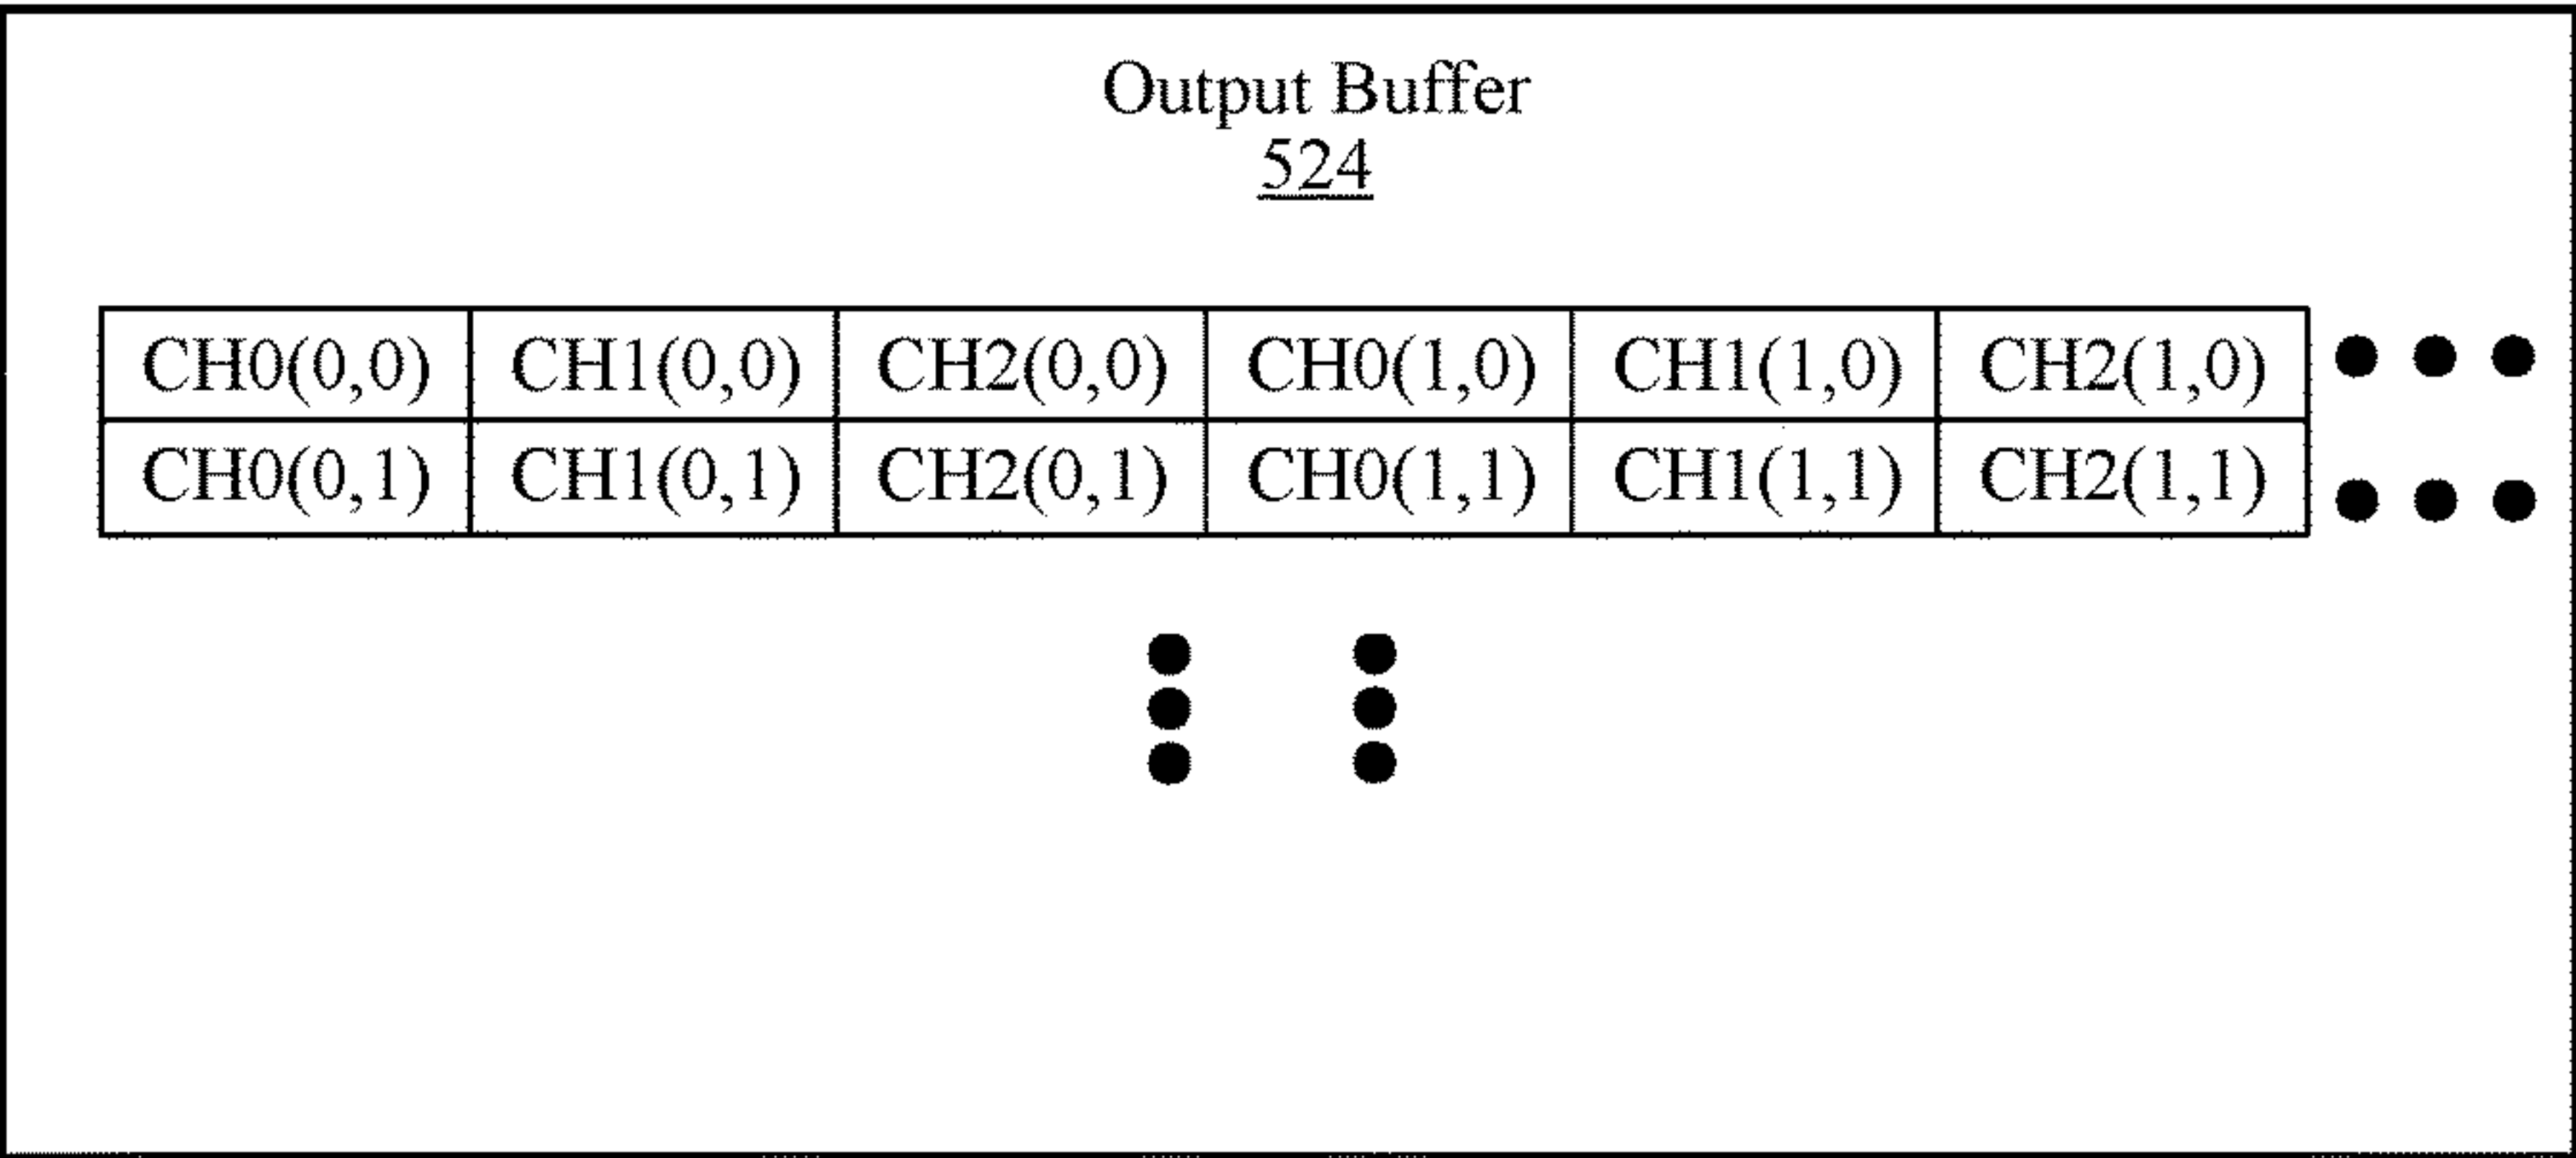 Output Buffer
524
CH0(0,0) CH1(0,0) CH2(0,0) CH0(1,0) CH1(1,0) CH2(1,0)
CH0(0,1) CH1(0,1) CH2(0,1) CH0(1,1) CH1(1,1) CH2(1,1)